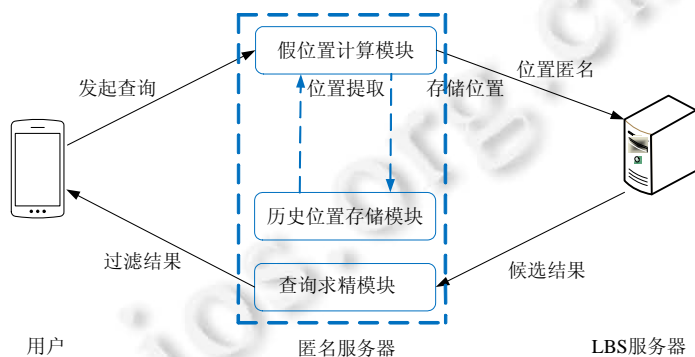 假位置计算模块
位置匿名
发起查询
位置提取
存储位置
历史位置存储模块
过滤结果
查询求精模块
候选结果
用户
匿名服务器
LBS服务器